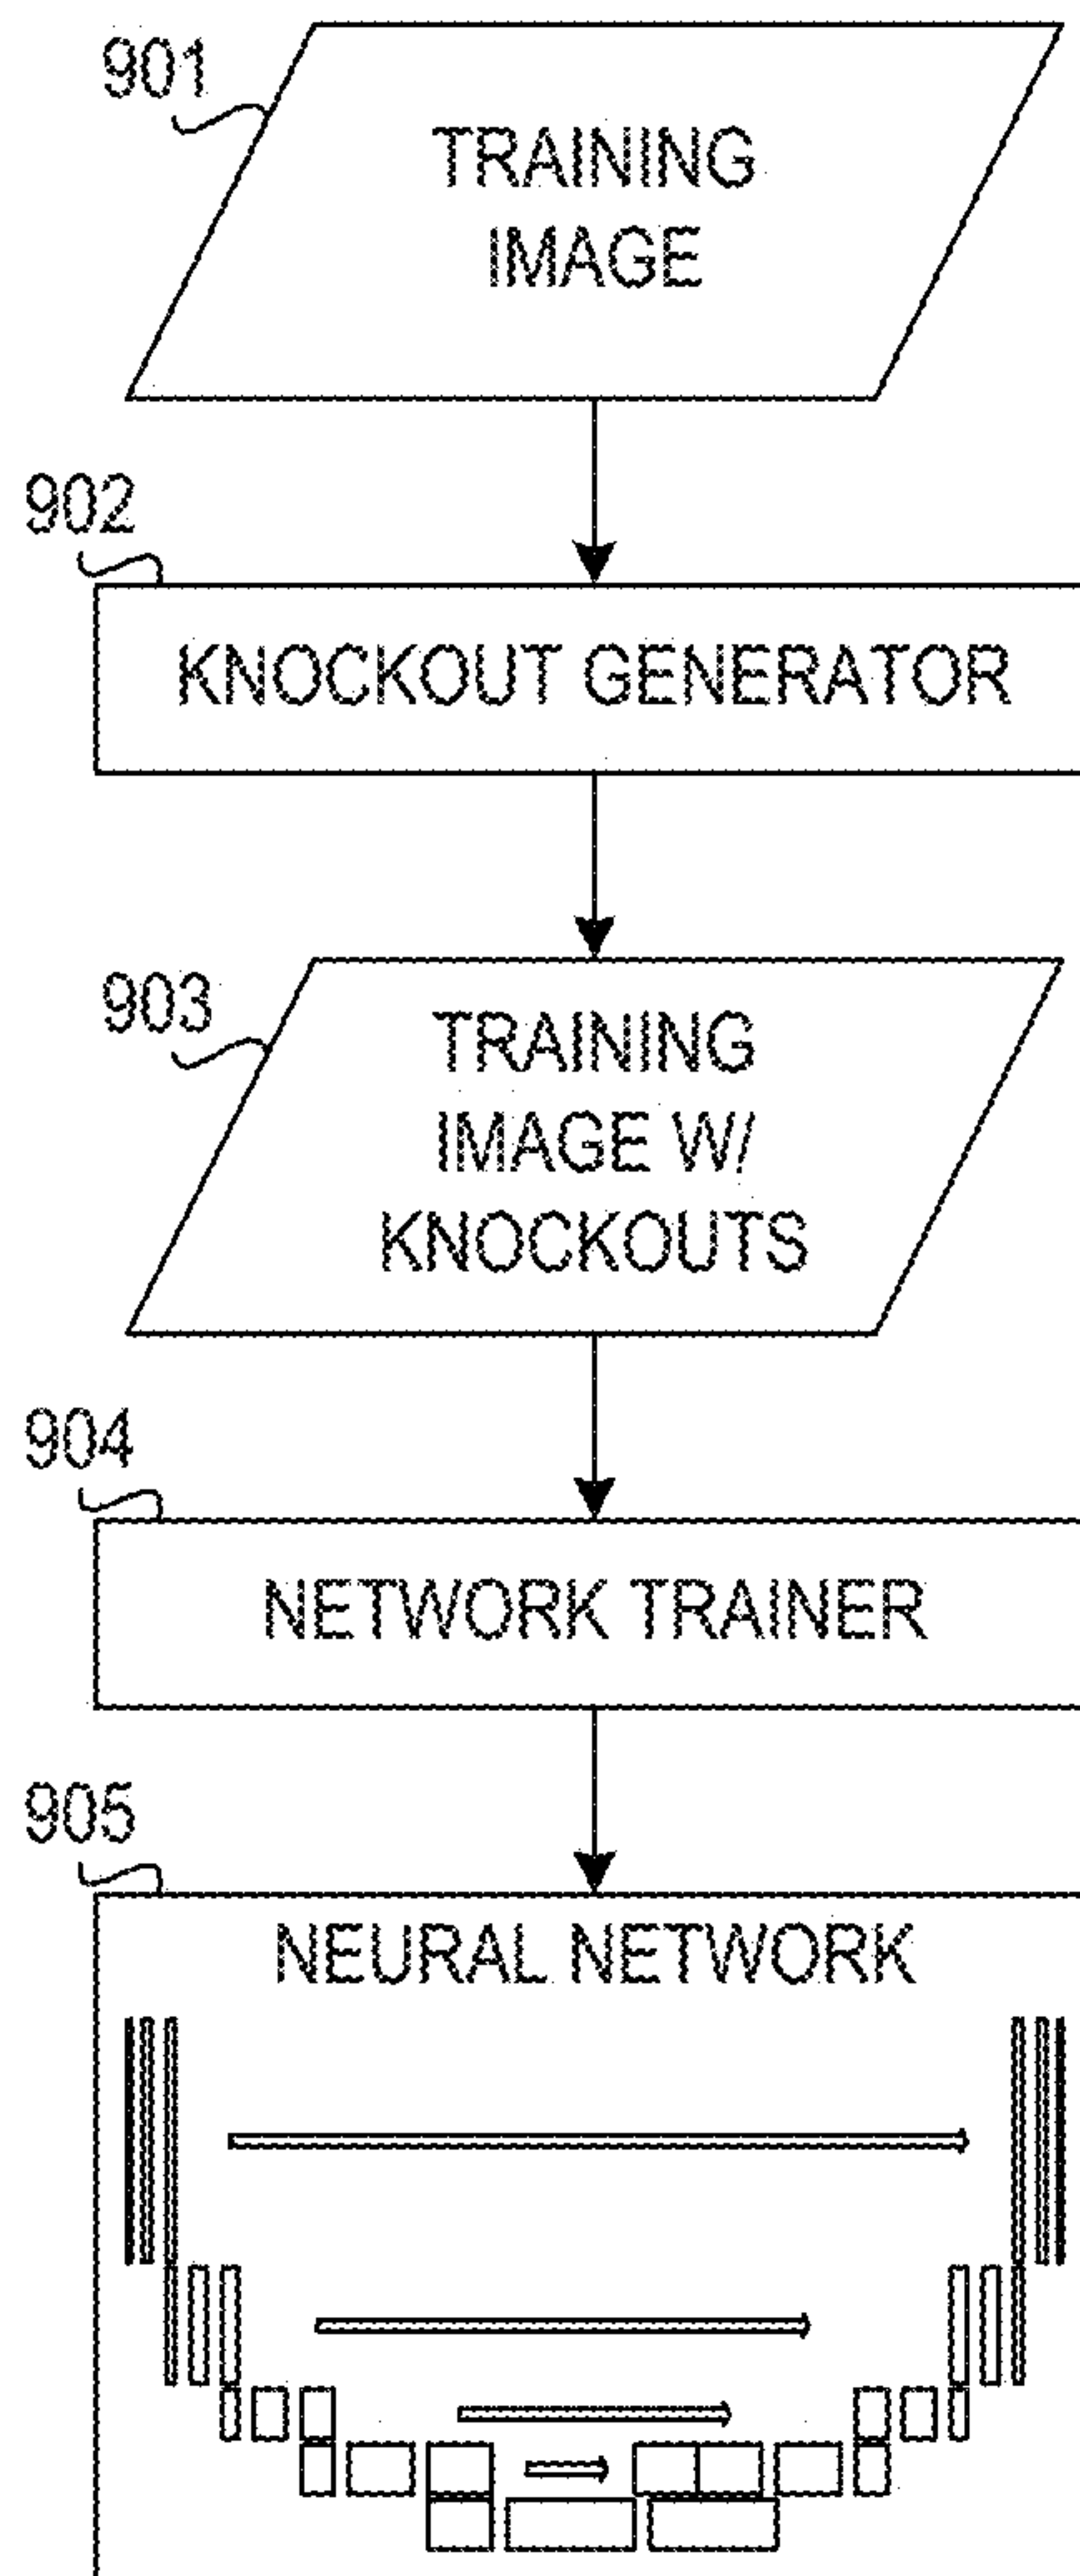 901
TRAINING
IMAGE
902
KNOCKOUT GENERATOR
903
TRAINING
IMAGE W/
KNOCKOUTS
904
NETWORK TRAINER
905
NEURAL NETWORK